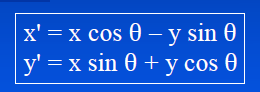 x' = x cos θ – y sin θ
y' = x sin θ + y cos θ